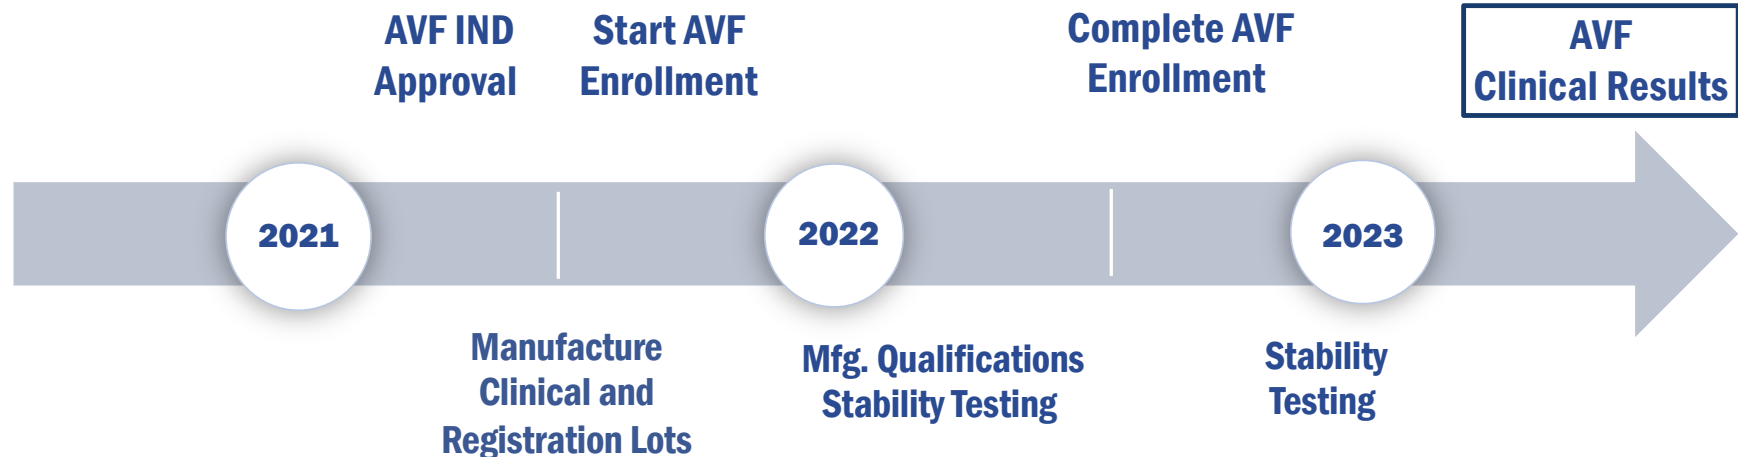 AVF IND
Approval
Start AVF
Enrollment
Complete AVF
Enrollment
AVF
Clinical Results
2021
2022
2023
Manufacture
Clinical and
Registration Lots
Mfg. Qualifications
Stability Testing
Stability
Testing